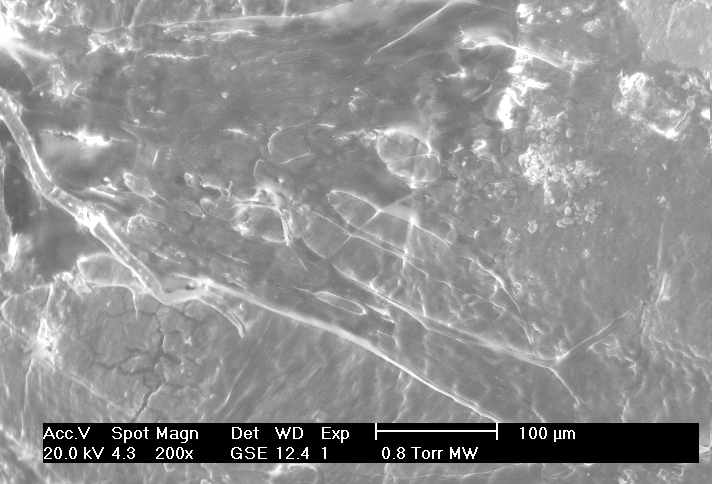 Acc.V Spot Magn Det WD Exp 100 µm
20.0 kV 4.3 200x GSE 12.4 1 0.8 Torr MW